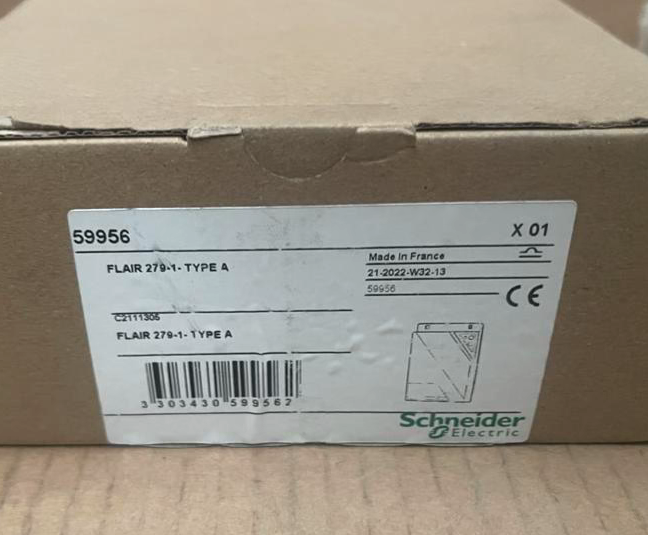 59956
X 01
FLAIR 279-1- TYPE A
Made in France
21-2022-W32-13
59956
CE
C2111305
FLAIR 279-1- TYPE A
3 303430 599562
Schneider
Electric